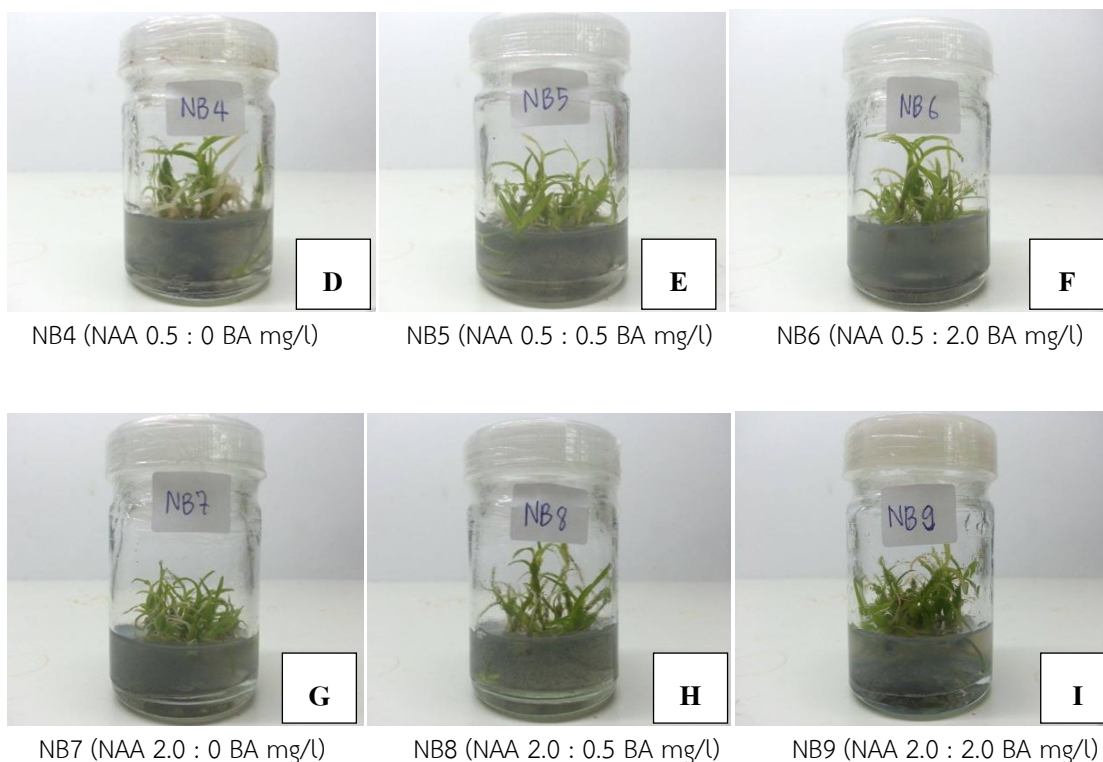 NB4
NB5
NB6
D
E
F
NB4 (NAA 0.5 : 0 BA mg/l)
NB5 (NAA 0.5 : 0.5 BA mg/l)
NB6 (NAA 0.5 : 2.0 BA mg/l)
NB7
NB8
NB9
G
H
I
NB7 (NAA 2.0 : 0 BA mg/l)
NB8 (NAA 2.0 : 0.5 BA mg/l)
NB9 (NAA 2.0 : 2.0 BA mg/l)